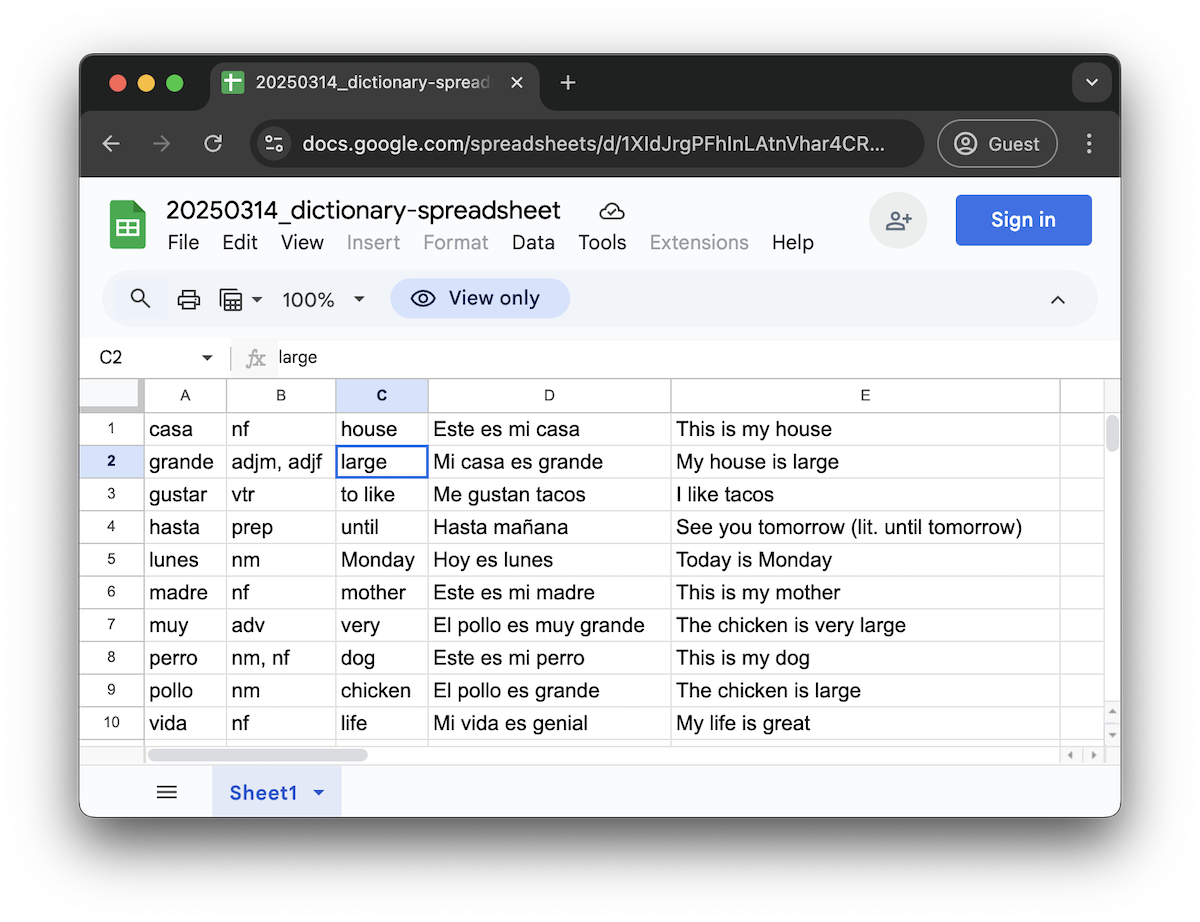 20250314_dictionary-spread
docs.google.com/spreadsheets/d/1XIdJrgPFhInLAtnVhar4CR...
Guest
20250314_dictionary-spreadsheet
Sign in
File Edit View Insert Format Data Tools Extensions Help
100% View only
C2 fx large
A B C D E
1 casa nf house Este es mi casa This is my house
2 grande adjm, adjf large Mi casa es grande My house is large
3 gustar vtr to like Me gustan tacos I like tacos
4 hasta prep until Hasta mañana See you tomorrow (lit. until tomorrow)
5 lunes nm Monday Hoy es lunes Today is Monday
6 madre nf mother Este es mi madre This is my mother
7 muy adv very El pollo es muy grande The chicken is very large
8 perro nm, nf dog Este es mi perro This is my dog
9 pollo nm chicken El pollo es grande The chicken is large
10 vida nf life Mi vida es genial My life is great
Sheet1